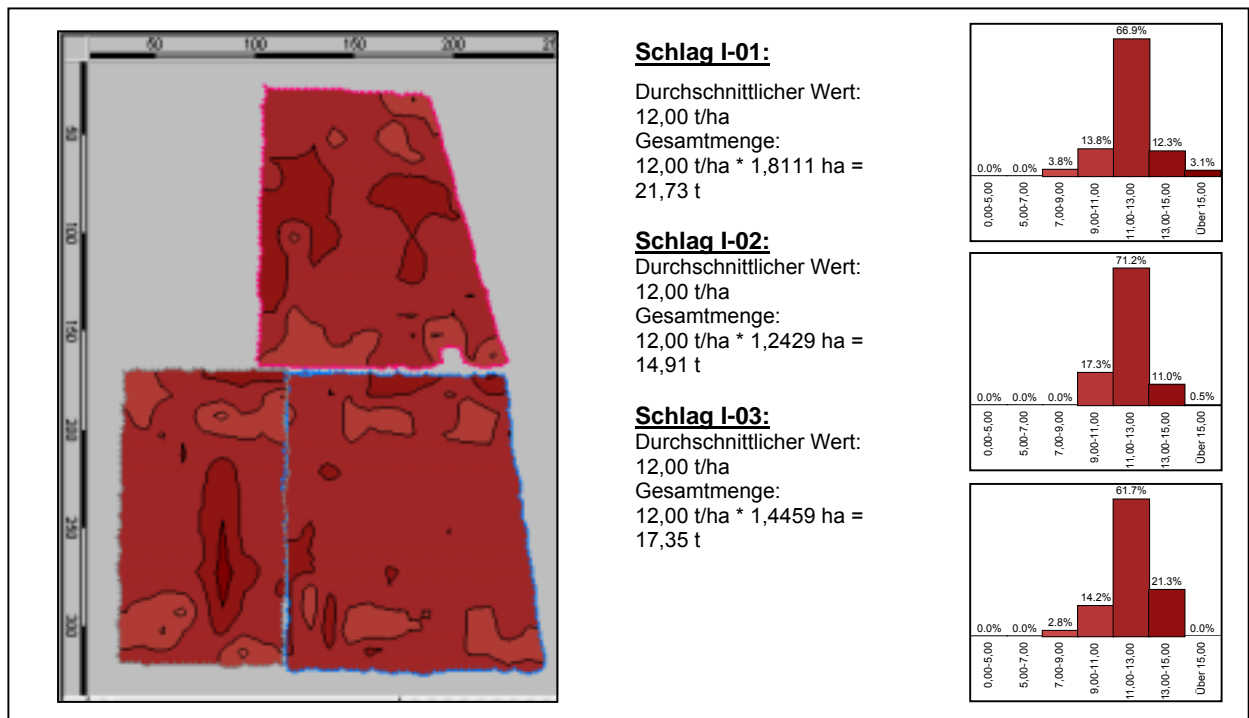 50 100 150 200 25
50
100
150
200
250
300
Schlag I-01:
Durchschnittlicher Wert:
12,00 t/ha
Gesamtmenge:
12,00 t/ha * 1,8111 ha =
21,73 t
Schlag I-02:
Durchschnittlicher Wert:
12,00 t/ha
Gesamtmenge:
12,00 t/ha * 1,2429 ha =
14,91 t
Schlag I-03:
Durchschnittlicher Wert:
12,00 t/ha
Gesamtmenge:
12,00 t/ha * 1,4459 ha =
17,35 t
0.0% 0.0% 3.8% 13.8% 66.9% 12.3% 3.1%
0,00-5,00 5,00-7,00 7,00-9,00 9,00-11,00 11,00-13,00 13,00-15,00 Über 15,00
0.0% 0.0% 0.0% 17.3% 71.2% 11.0% 0.5%
0,00-5,00 5,00-7,00 7,00-9,00 9,00-11,00 11,00-13,00 13,00-15,00 Über 15,00
0.0% 0.0% 2.8% 14.2% 61.7% 21.3% 0.0%
0,00-5,00 5,00-7,00 7,00-9,00 9,00-11,00 11,00-13,00 13,00-15,00 Über 15,00